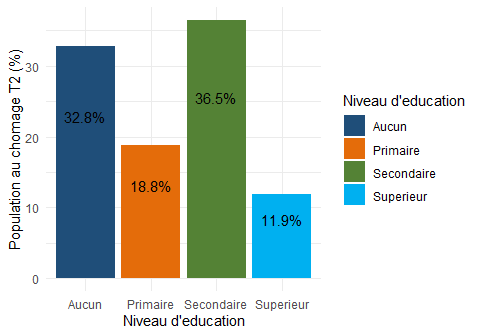 Population au chomage T2 (%)
30
20
10
0
32.8%
18.8%
36.5%
11.9%
Aucun
Primaire
Secondaire
Superieur
Niveau d'education
Niveau d'education
Aucun
Primaire
Secondaire
Superieur